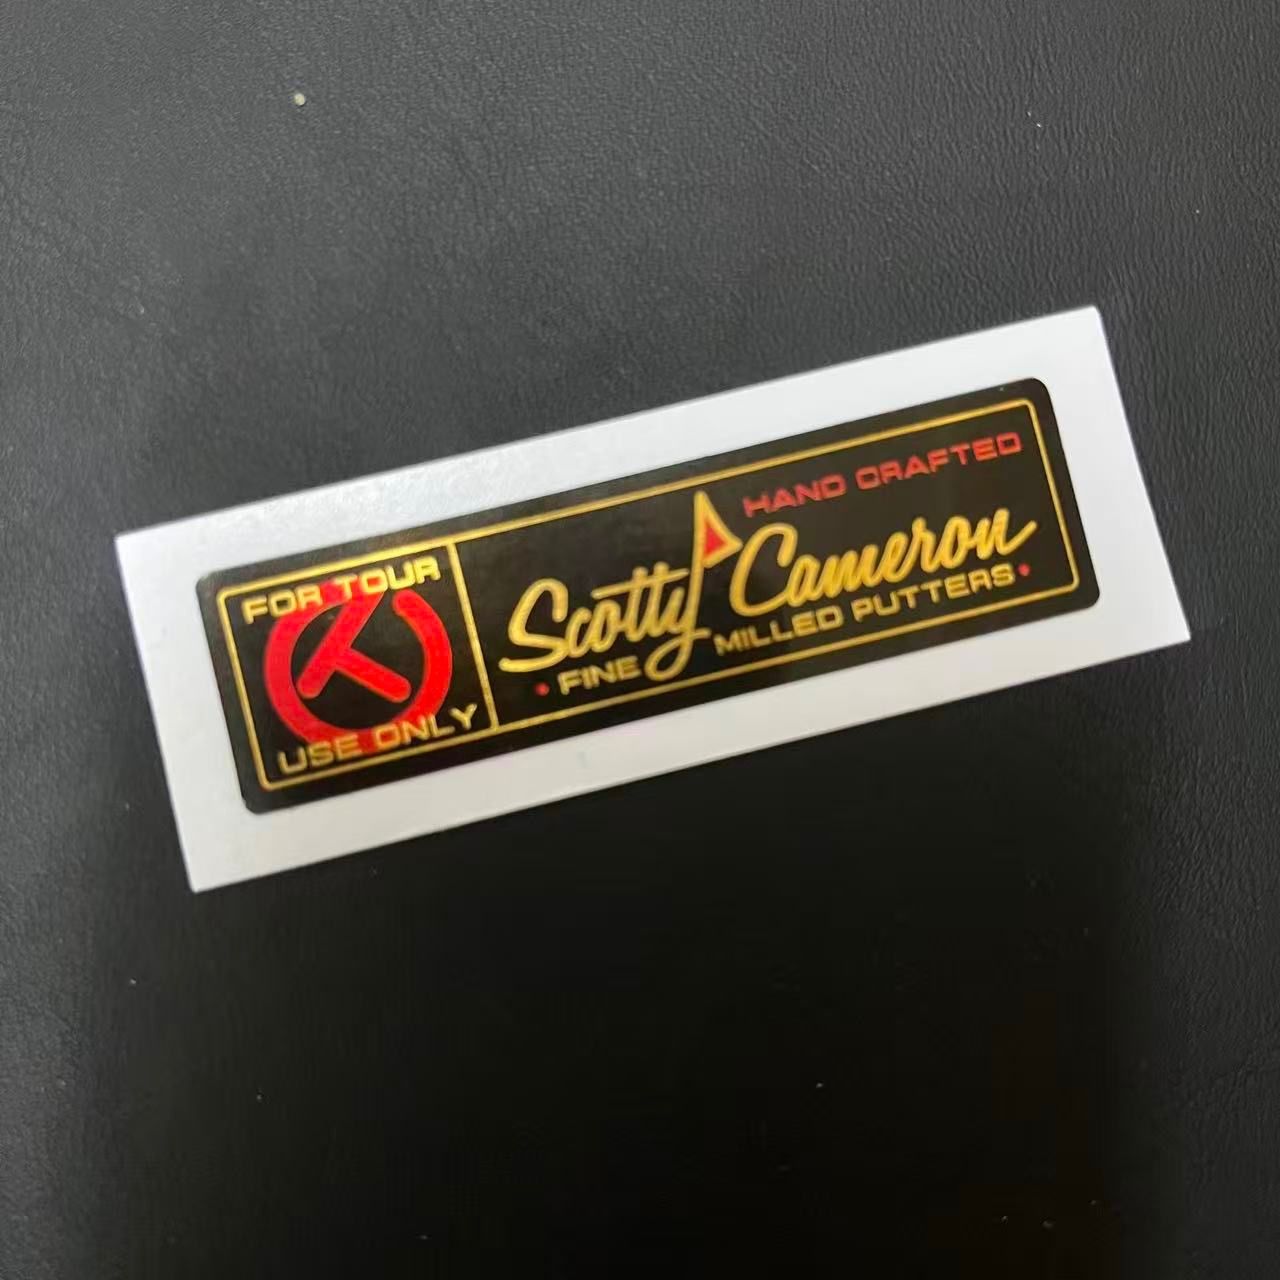 FOR TOUR
USE ONLY
HAND CRAFTED
Scotty Cameron
• FINE MILLED PUTTERS •